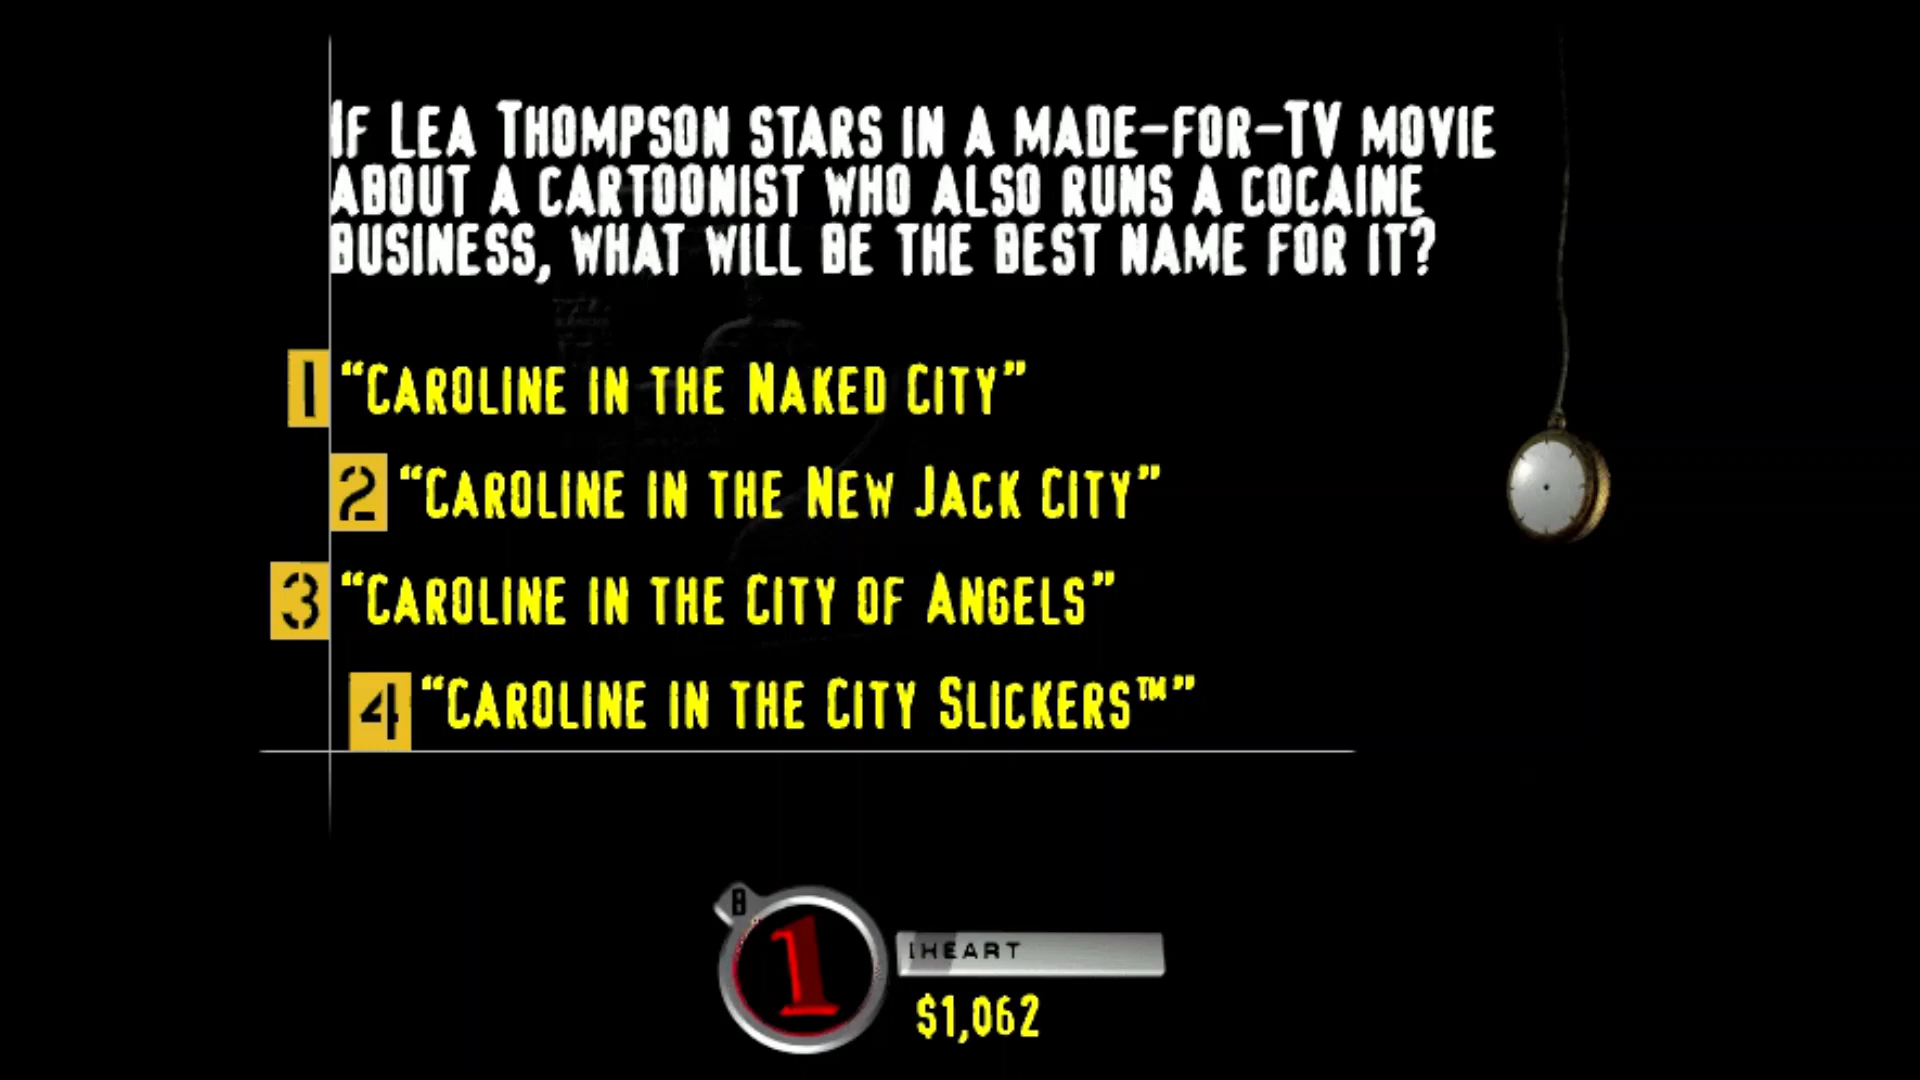 If Lea Thompson stars in a made-for-TV movie
about a cartoonist who also runs a cocaine
business, what will be the best name for it?
1 “Caroline in the Naked City”
2 “Caroline in the New Jack City”
3 “Caroline in the City of Angels”
4 “Caroline in the City Slickers™”
B
1
IHEART
$1,062